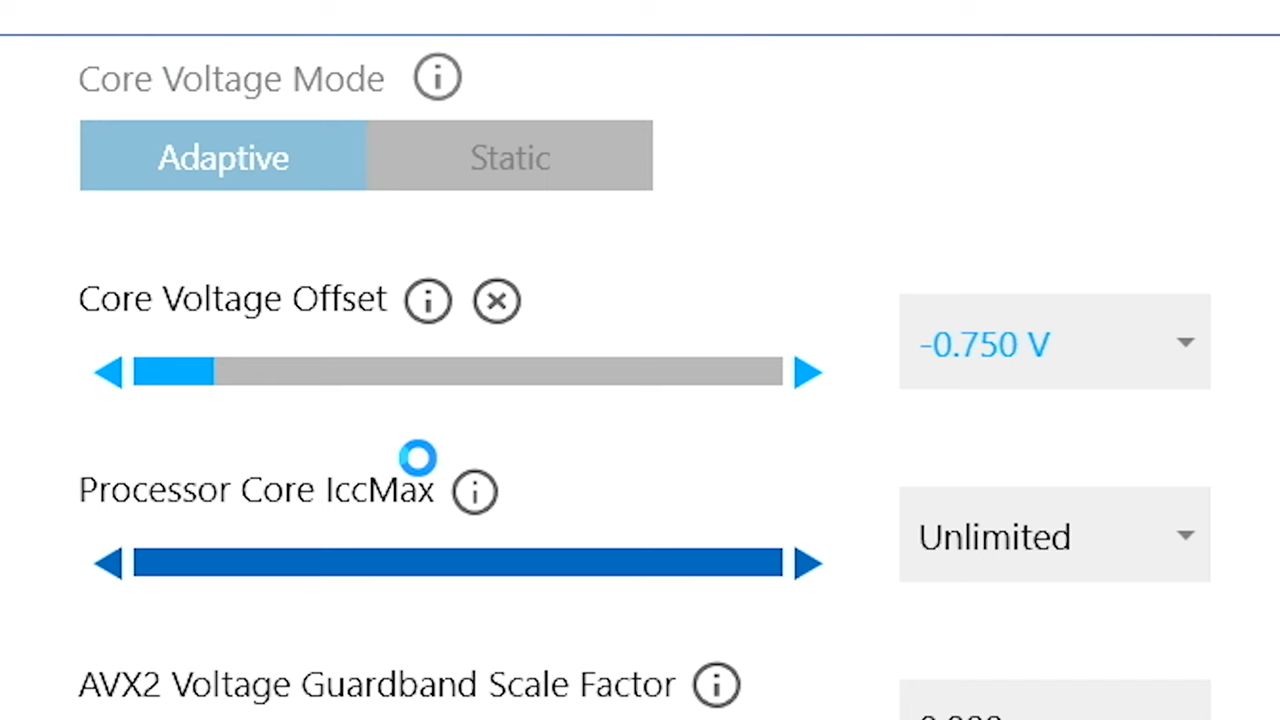 Core Voltage Mode
Adaptive Static
Core Voltage Offset
-0.750 V
Processor Core IccMax
Unlimited
AVX2 Voltage Guardband Scale Factor